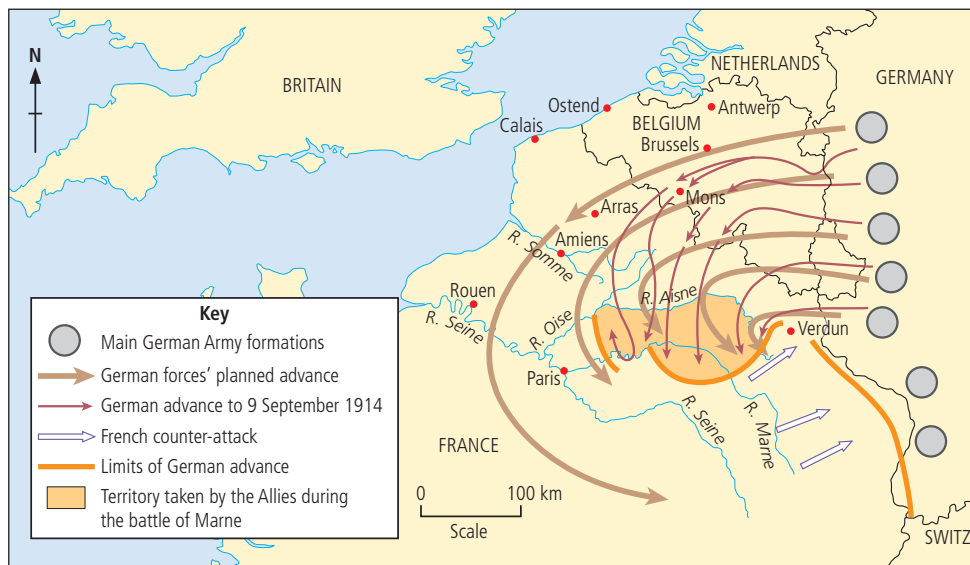 N
BRITAIN
NETHERLANDS
GERMANY
Ostend
Antwerp
Calais
BELGIUM
Brussels
Mons
Arras
Amiens
R. Somme
Rouen
R. Seine
R. Oise
R. Aisne
Verdun
Paris
R. Seine
R. Marne
FRANCE
0 100 km
Scale
SWITZ
Key
Main German Army formations
German forces’ planned advance
German advance to 9 September 1914
French counter-attack
Limits of German advance
Territory taken by the Allies during
the battle of Marne